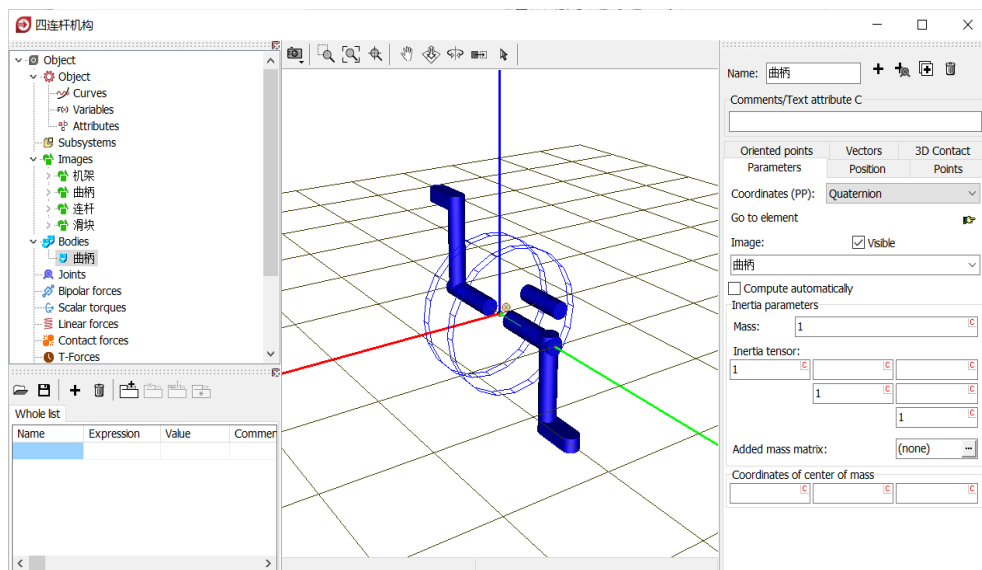 四连杆机构
Object
Object
Curves
F(x) Variables
Attributes
Subsystems
Images
机架
曲柄
连杆
滑块
Bodies
曲柄
Joints
Bipolar forces
Scalar torques
Linear forces
Contact forces
T-Forces
Whole list
Name Expression Value Commen
Name: 曲柄
Comments/Text attribute C
Oriented points Vectors 3D Contact
Parameters Position Points
Coordinates (PP): Quaternion
Go to element
Image: Visible
曲柄
Compute automatically
Inertia parameters
Mass: 1 C
Inertia tensor:
1 C C C
1 C C
1 C
Added mass matrix: (none) ...
Coordinates of center of mass
C C C